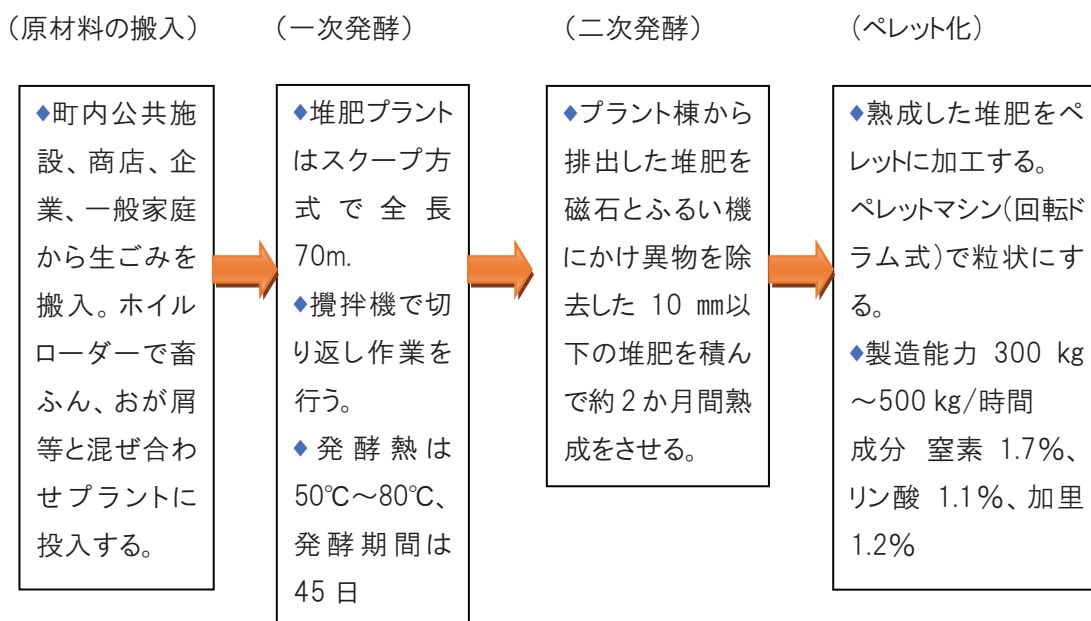 (原材料の搬入)
(一次発酵)
(二次発酵)
(ペレット化)
◆町内公共施
設、商店、企
業、一般家庭
から生ごみを
搬入。ホイル
ローダーで畜
ふん、おが屑
等と混ぜ合わ
せプラントに
投入する。
◆堆肥プラント
はスクープ方
式で全長
70m.
◆攪拌機で切
り返し作業を
行う。
◆発酵熱は
50℃～80℃、
発酵期間は
45 日
◆プラント棟から
排出した堆肥を
磁石とふるい機
にかけ異物を除
去した 10 ㎜以
下の堆肥を積ん
で約2か月間熟
成をさせる。
◆熟成した堆肥をペ
レットに加工する。
ペレットマシン(回転ド
ラム式)で粒状にす
る。
◆製造能力 300 kg
～500 kg/時間
成分 窒素 1.7%、
リン酸 1.1%、加里
1.2%